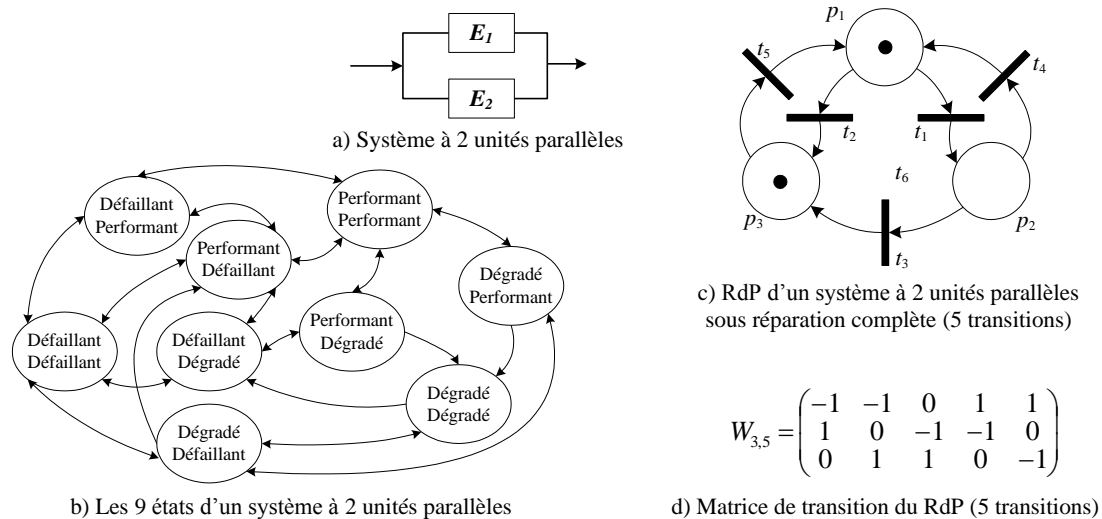 E1
E2
a) Système à 2 unités parallèles
Défaillant
Performant
Performant
Performant
Performant
Défaillant
Dégradé
Performant
Défaillant
Défaillant
Défaillant
Dégradé
Performant
Dégradé
Dégradé
Dégradé
Dégradé
Défaillant
b) Les 9 états d'un système à 2 unités parallèles
p1
t5
t4
t2
t1
t6
p3
p2
t3
c) RdP d'un système à 2 unités parallèles
sous réparation complète (5 transitions)
W3,5 =
-1 -1 0 1 1
1 0 -1 -1 0
0 1 1 0 -1
d) Matrice de transition du RdP (5 transitions)